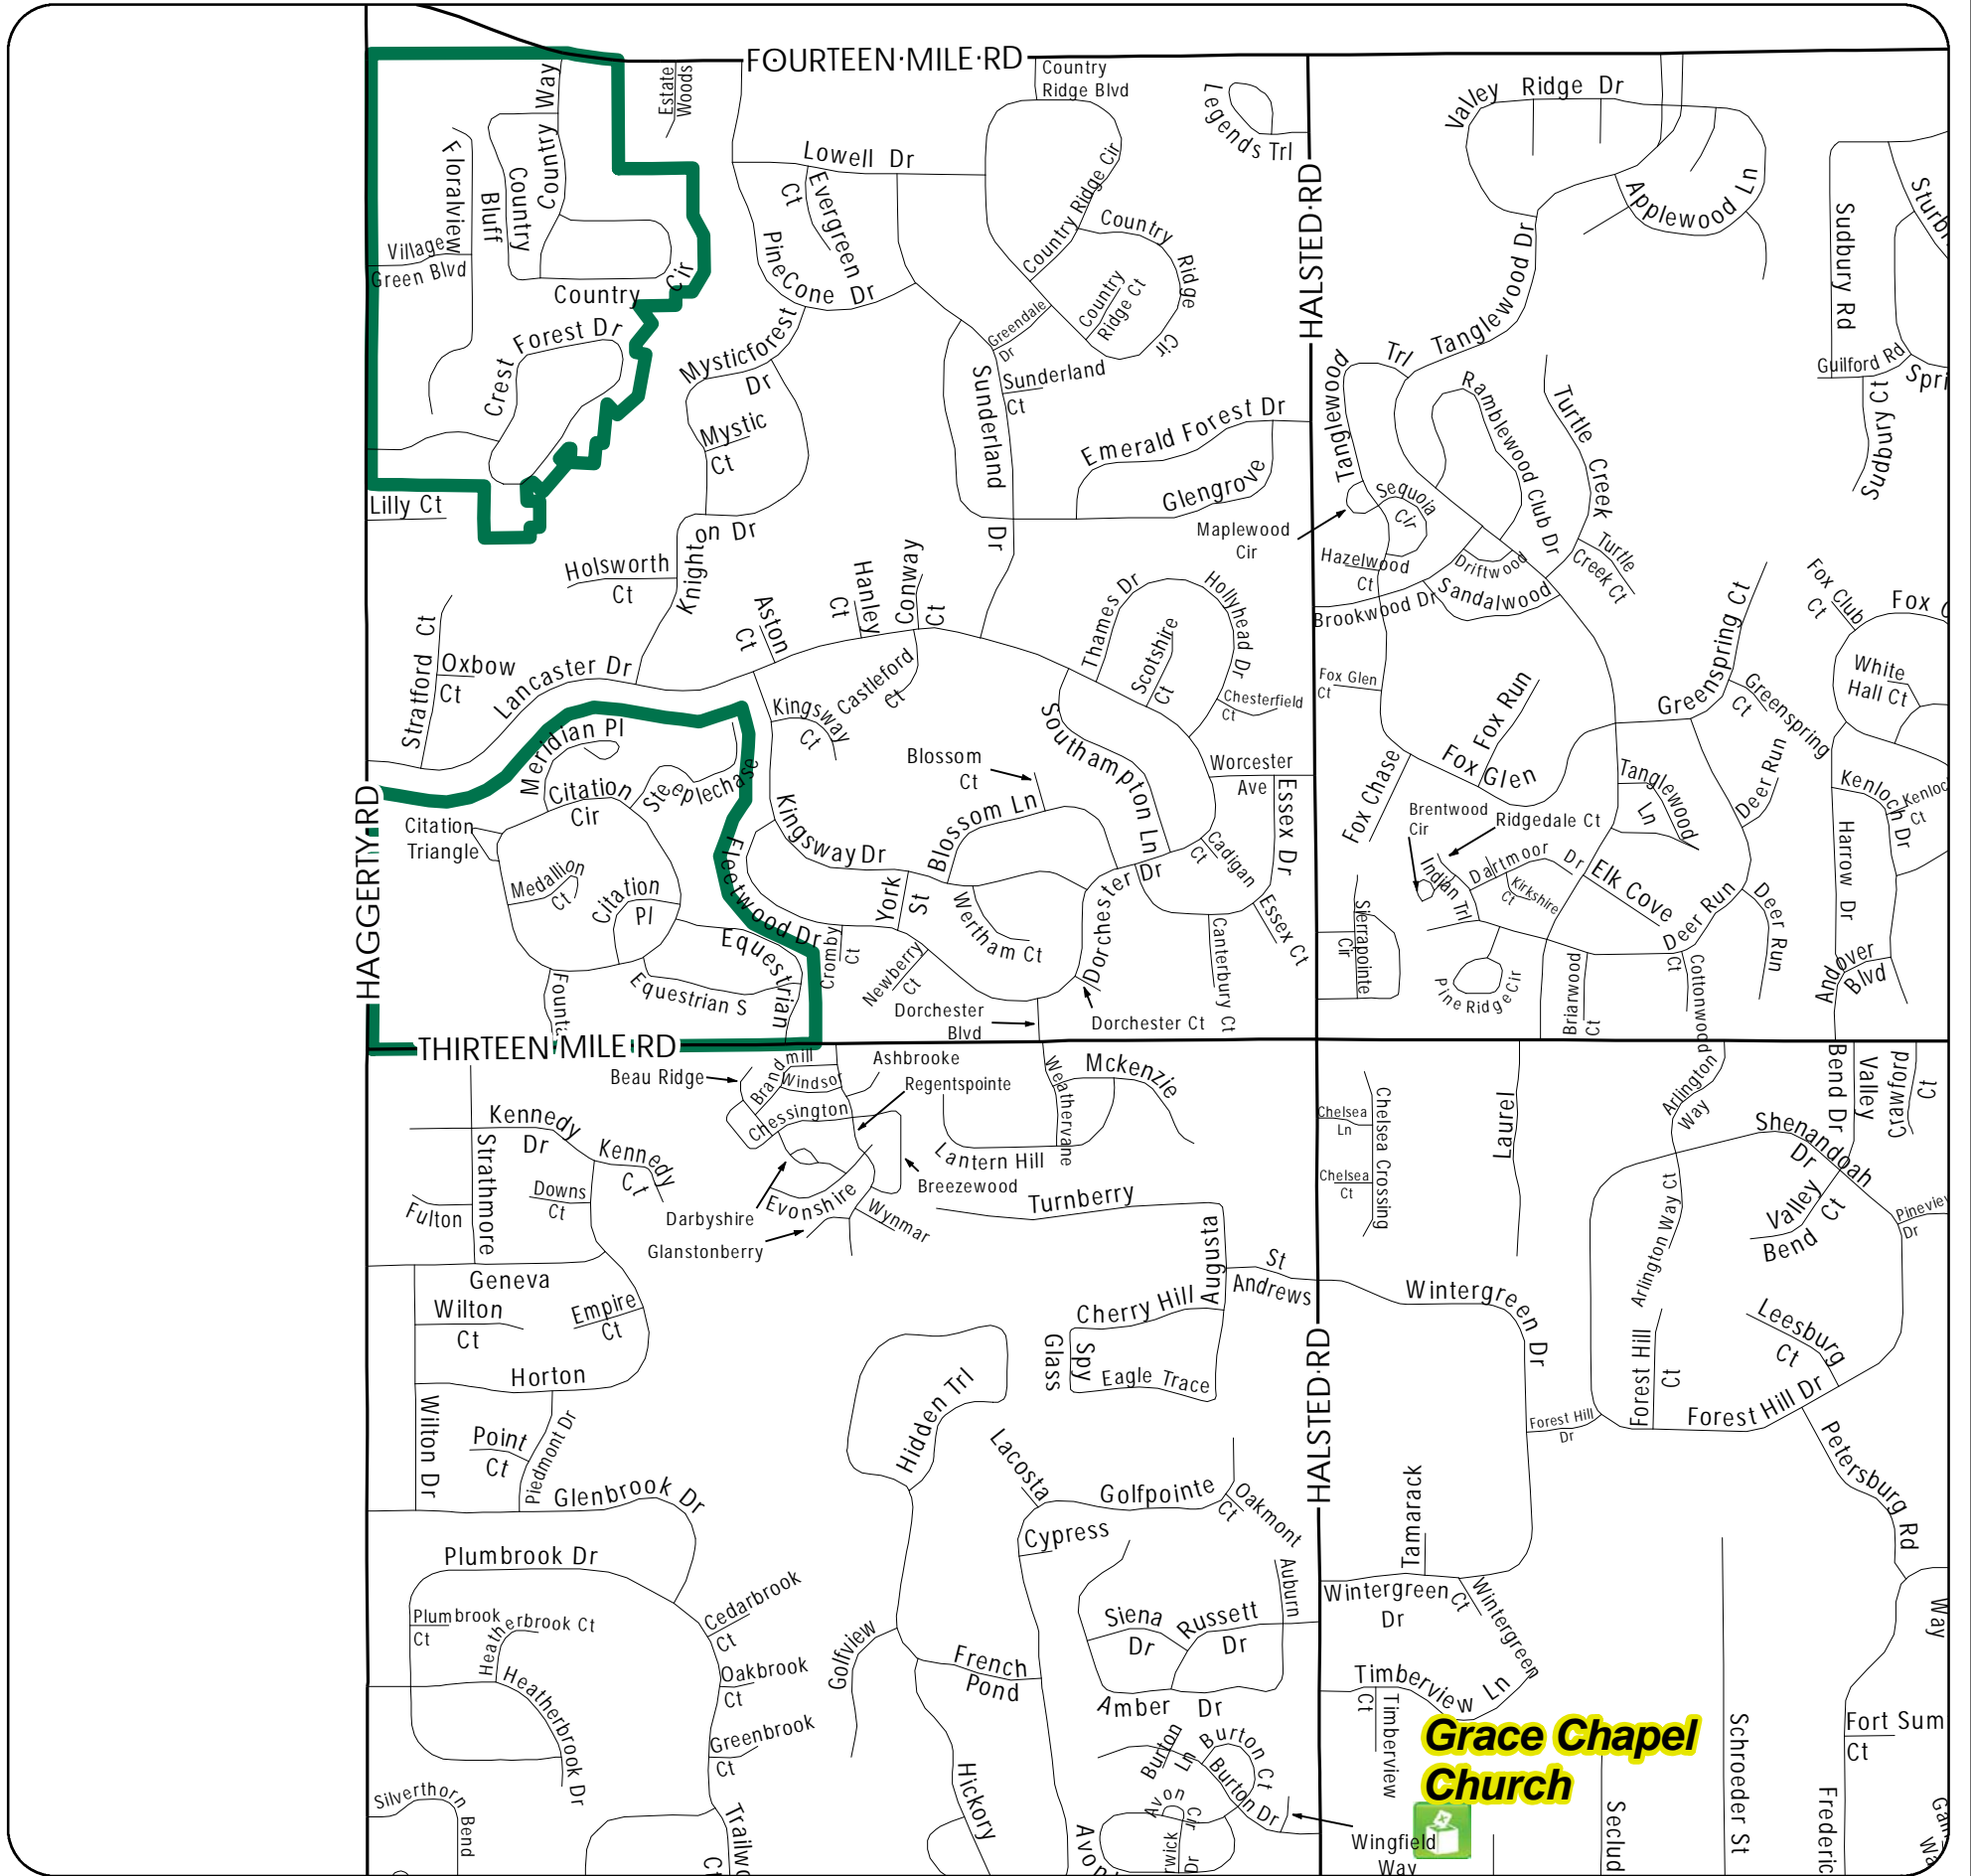 FOURTEEN·MILE·RD
Country
Ridge Blvd
Estate
Woods
Country Way
Floralview
Bluff
Country
Village
Green Blvd
Country
Cir
Crest
Forest Dr
Lilly Ct
Lowell Dr
Evergreen
Ct
PineCone Dr
Mysticforest
Dr
Mystic
Ct
Country Ridge Cir
Country
Ridge
Cir
Country
Ridge Ct
Greendale
Dr
Sunderland
Ct
Sunderland
Dr
Legend's Trl
Emerald Forest Dr
Glengrove
HALSTED·RD
Valley Ridge Dr
Applewood Ln
Tanglewood Dr
Tanglewood
Trl
Ramblewood Club Dr
Turtle
Creek
Turtle
Creek Ct
Sequoia
Cir
Maplewood
Cir
Hazelwood
Ct
Driftwood
Sandalwood
Brookwood Dr
Sudbury Rd
Guilford Rd
Sudbury Ct
Knighton Dr
Holsworth
Ct
Stratford Ct
Oxbow
Ct
Lancaster Dr
Aston
Ct
Hanley
Ct
Conway
Ct
Castleford
Ct
Kingsway
Ct
Thames Dr
Hollyhead Dr
Scotshire
Ct
Chesterfield
Ct
Southampton Ln
Worcester
Ave
Essex Dr
Fox Glen
Ct
Fox Run
Fox Glen
Fox Chase
Greenspring Ct
Greenspring
Ct
Fox Club
Ct
White
Hall Ct
Kenloch Dr
Ct
Harrow Dr
Andover
Blvd
Deer Run
Tanglewood
Ln
Brentwood
Cir
Ridgedale Ct
Indian Trl
Dartmoor
Dr
Kirkshire
Ct
Elk Cove
Deer Run
Deer Run
Ct
Cottonwood
Briarwood
Ct
Pine Ridge Cir
Sierrapointe
Cir
HAGGERTY·RD
Meridian Pl
Citation
Cir
Steeplechase
Citation
Triangle
Medallion
Ct
Citation
Pl
Fleetwood Dr
Equestrian
Equestrian S
Kingsway Dr
Blossom
Ct
Blossom Ln
York
St
Wertham Ct
Cromby
Ct
Newberry
Ct
Dorchester Dr
Dorchester
Blvd
Dorchester Ct
Cadigan
Ct
Essex Ct
Canterbury Ct
THIRTEEN·MILE·RD
Beau Ridge
Brandmill
Windsor
Chessington
Ashbrooke
Regentspointe
Breezewood
Darbyshire
Evonshire
Wynmar
Glanstonberry
Kennedy
Dr
Kennedy
Ct
Strathmore
Fulton
Downs
Ct
Geneva
Wilton
Ct
Empire
Ct
Horton
Wilton Dr
Point
Ct
Piedmont Dr
Glenbrook Dr
Mckenzie
Weathervane
Lantern Hill
Turnberry
Augusta
St
Andrews
Cherry Hill
Glass
Spy
Eagle Trace
HALSTED·RD
Chelsea
Ln
Chelsea
Ct
Chelsea Crossing
Laurel
Arlington
Way
Arlington Way Ct
Bend Dr
Valley
Crawford
Ct
Shenandoah
Dr
Valley
Bend
Ct
Dr
Leesburg
Ct
Wintergreen Dr
Forest Hill
Ct
Forest Hill
Dr
Forest Hill Dr
Petersburg Rd
Hidden Trl
Lacosta
Golfpointe
Oakmont
Ct
Cypress
Auburn
Tamarack
Wintergreen
Dr
Wintergreen
Ct
Plumbrook Dr
Plumbrook
Ct
Heatherbrook Ct
Heatherbrook Dr
Cedarbrook
Ct
Oakbrook
Ct
Greenbrook
Ct
Golfview
French
Pond
Siena
Dr
Russett
Dr
Amber Dr
Timberview Ln
Timberview
Ct
Burton
Ln
Burton
Ct
Burton Dr
Avon
Cir
Wingfield
Way
Hickory
Silverthorn
Bend
Grace Chapel
Church
Schroeder St
Way
Ct